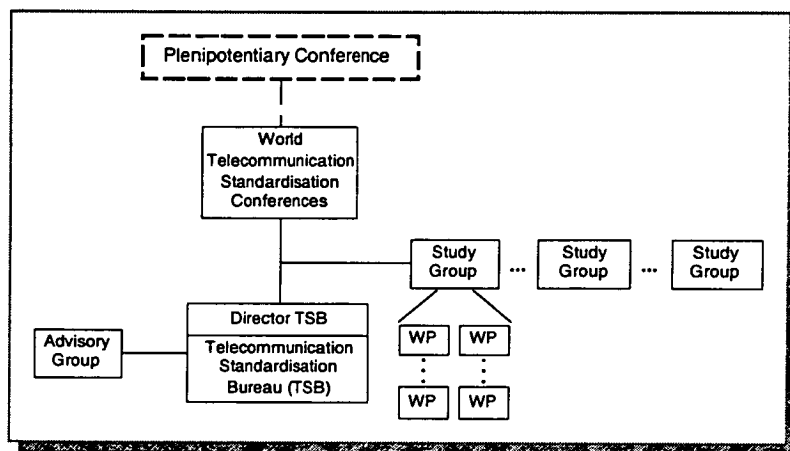 Plenipotentiary Conference
World
Telecommunication
Standardisation
Conferences
Study
Group
...
Study
Group
...
Study
Group
Director TSB
Telecommunication
Standardisation
Bureau (TSB)
Advisory
Group
WP
WP
WP
WP